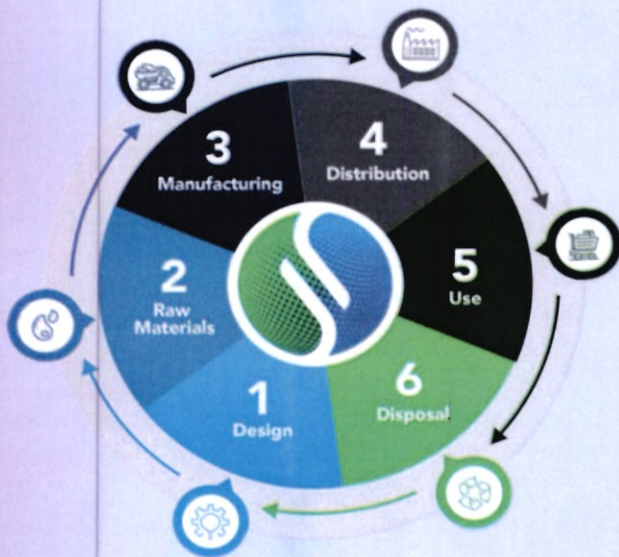 1
Design
2
Raw
Materials
3
Manufacturing
4
Distribution
5
Use
6
Disposal